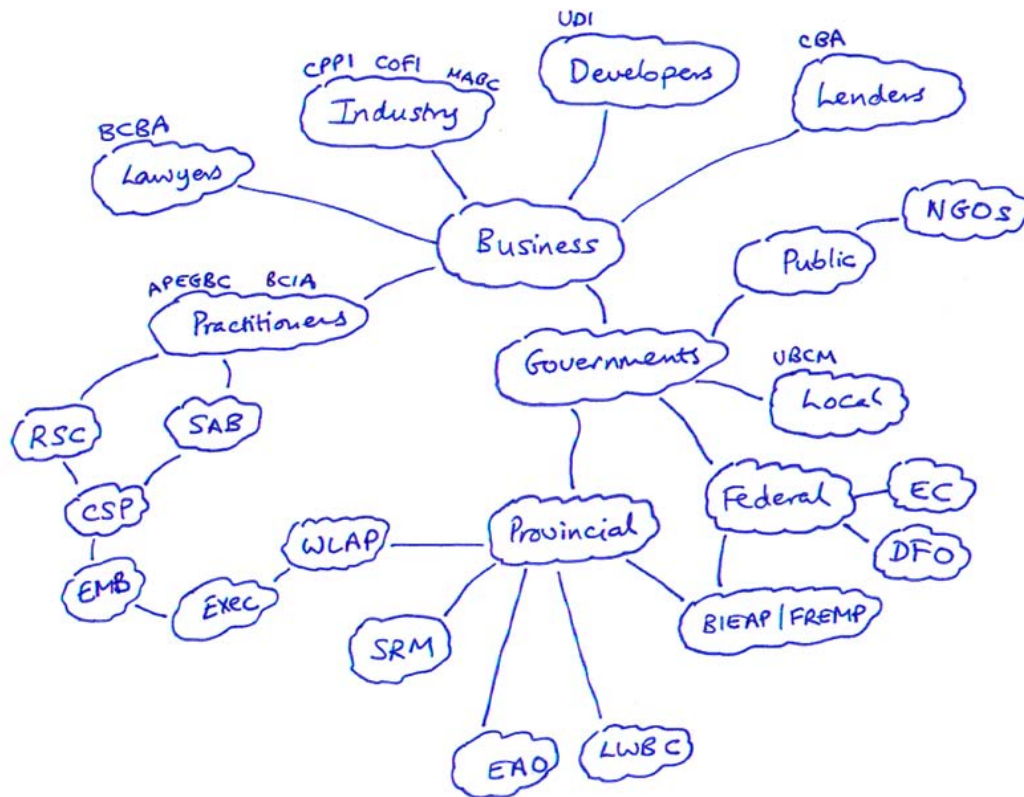 UDI
Developers
CBA
Lenders
CPPI COFI MABC
Industry
BCBA
Lawyers
Business
NGOs
Public
APEGBC BCIA
Practitioners
Governments
UBCM
Local
RSC
SAB
Federal
EC
CSP
Provincial
DFO
WLAP
EMB
Exec
BIEAP/FREMP
SRM
EAO
LWBC